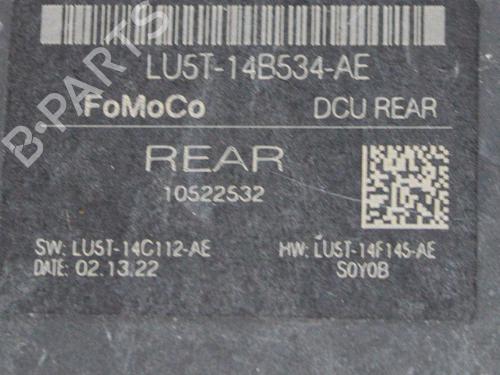 LU5T-14B534-AE
FoMoCo DCU REAR
REAR
10522532
SW: LU5T-14C112-AE HW: LU5T-14F145-AE
DATE: 02.13.22 S0Y0B
B-PARTS